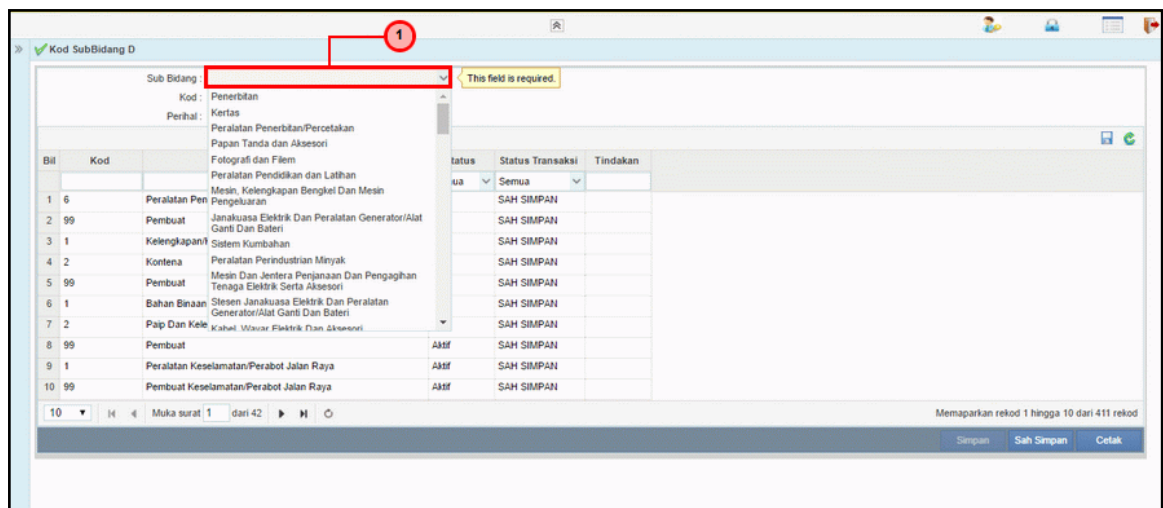 1
Kod SubBidang D
Sub Bidang :
This field is required.
Kod :
Perihal :
Penerbitan
Kertas
Peralatan Penerbitan/Percetakan
Papan Tanda dan Aksesori
Fotografi dan Filem
Peralatan Pendidikan dan Latihan
Mesin, Kelengkapan Bengkel Dan Mesin
Pengeluaran
Janakuasa Elektrik Dan Peralatan Generator/Alat
Ganti Dan Bateri
Sistem Kumbahan
Peralatan Perindustrian Minyak
Mesin Dan Jentera Penjanaan Dan Pengagihan
Tenaga Elektrik Serta Aksesori
Stesen Janakuasa Elektrik Dan Peralatan
Generator/Alat Ganti Dan Bateri
Kabel, Wayar Elektrik Dan Aksesori
Bil Kod tatus Status Transaksi Tindakan
ua Semua
1 6 Peralatan Pen SAH SIMPAN
2 99 Pembuat SAH SIMPAN
3 1 Kelengkapan/ SAH SIMPAN
4 2 Kontena SAH SIMPAN
5 99 Pembuat SAH SIMPAN
6 1 Bahan Binaan SAH SIMPAN
7 2 Paip Dan Kele SAH SIMPAN
8 99 Pembuat Aktif SAH SIMPAN
9 1 Peralatan Keselamatan/Perabot Jalan Raya Aktif SAH SIMPAN
10 99 Pembuat Keselamatan/Perabot Jalan Raya Aktif SAH SIMPAN
10 Muka surat 1 dari 42 Memaparkan rekod 1 hingga 10 dari 411 rekod
Simpan Sah Simpan Cetak